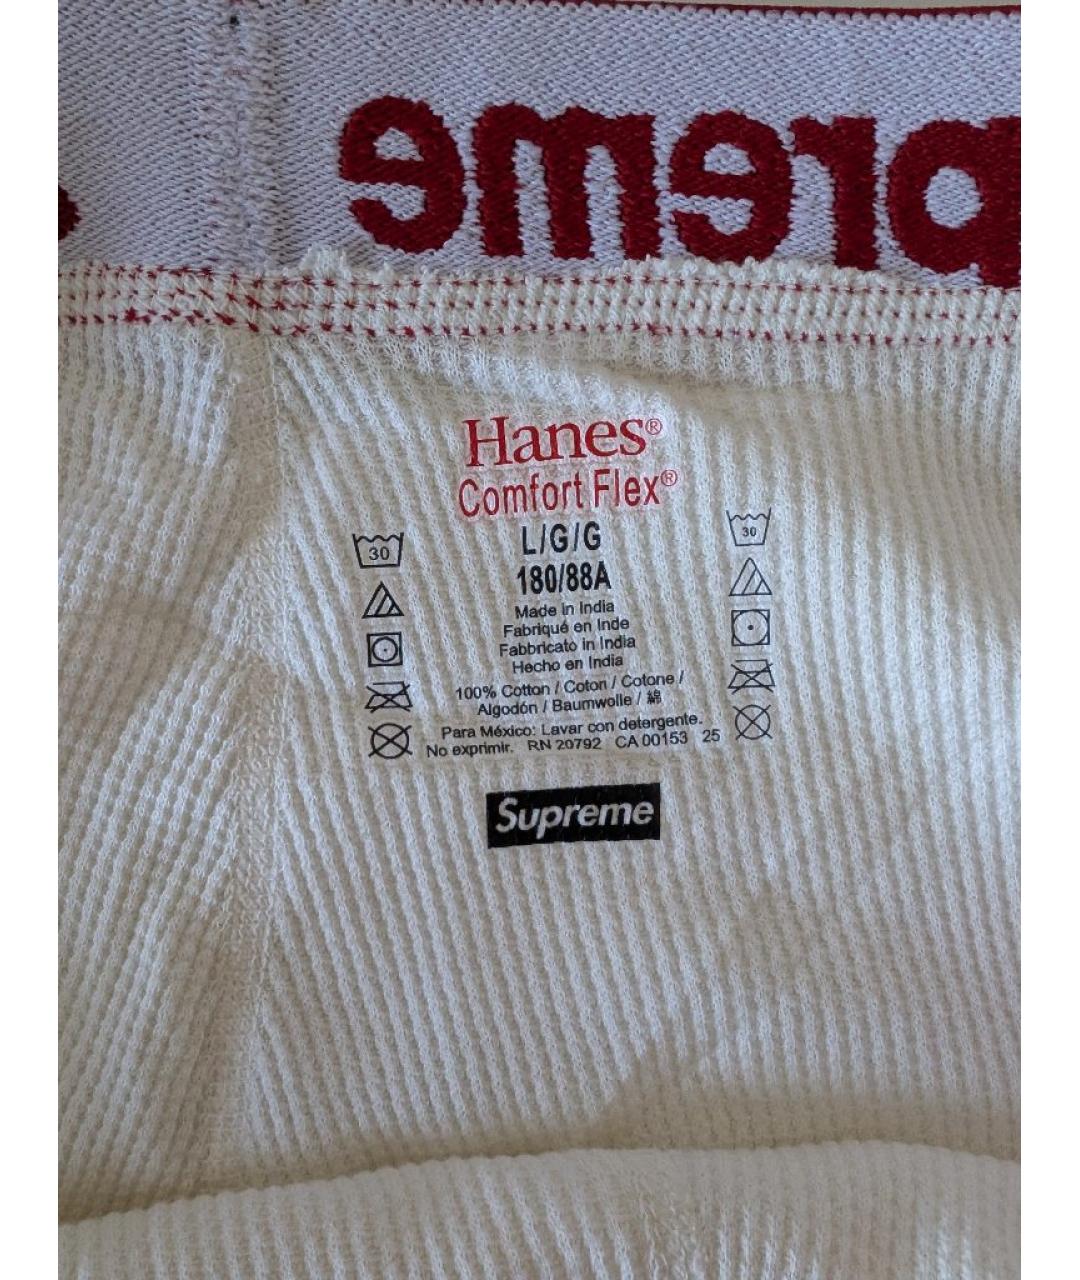 preme
Hanes®
Comfort Flex®
L/G/G
180/88A
30
30
Made in India
Fabriqué en Inde
Fabbricato in India
Hecho en India
100% Cotton / Coton / Cotone /
Algodón / Baumwolle / 綿
Para México: Lavar con detergente.
No exprimir. RN 20792 CA 00153 25
Supreme